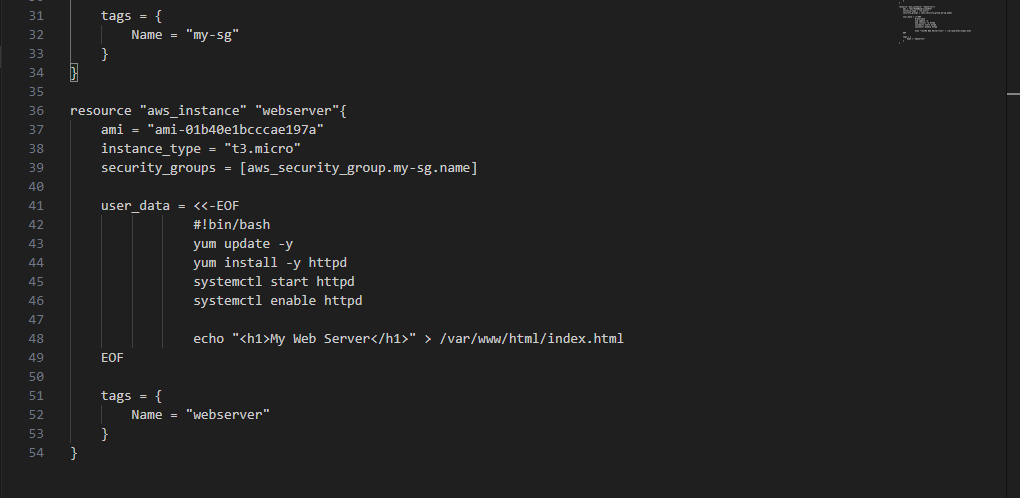 31 tags = {
32 Name = "my-sg"
33 }
34 }
35
36 resource "aws_instance" "webserver"{
37 ami = "ami-01b40e1bcccae197a"
38 instance_type = "t3.micro"
39 security_groups = [aws_security_group.my-sg.name]
40
41 user_data = <<-EOF
42 #!bin/bash
43 yum update -y
44 yum install -y httpd
45 systemctl start httpd
46 systemctl enable httpd
47
48 echo "<h1>My Web Server</h1>" > /var/www/html/index.html
49 EOF
50
51 tags = {
52 Name = "webserver"
53 }
54 }